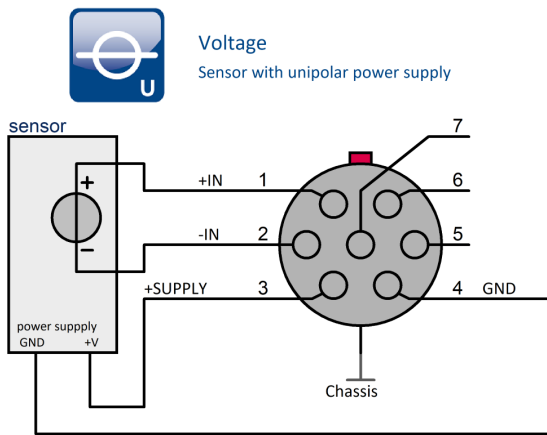 U
Voltage
Sensor with unipolar power supply
sensor
7
+
+IN 1
6
-IN 2
5
−
+SUPPLY 3
4 GND
power suppply
GND +V
Chassis